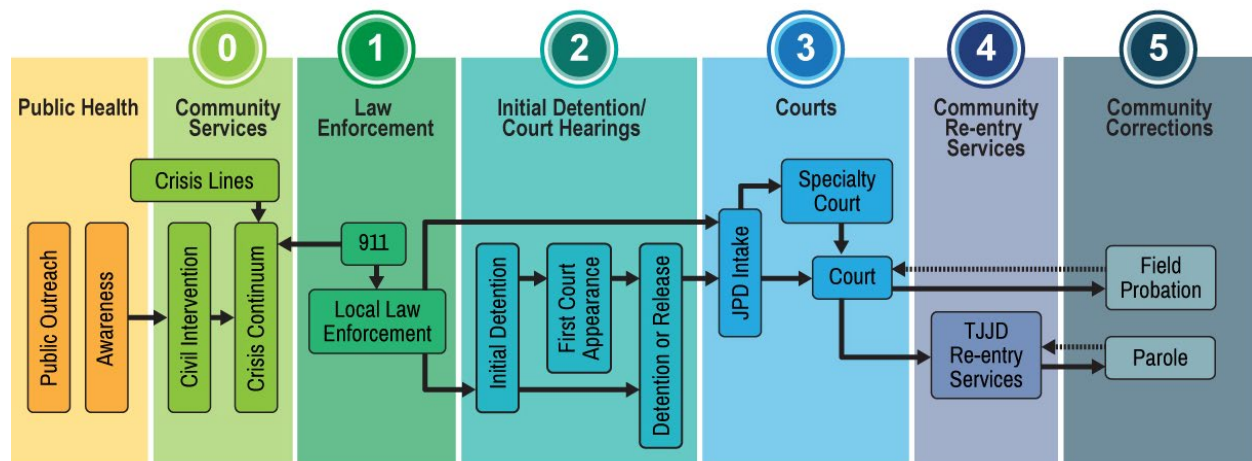 0
1
2
3
4
5
Public Health
Community
Services
Law
Enforcement
Initial Detention/
Court Hearings
Courts
Community
Re-entry
Services
Community
Corrections
Public Outreach
Awareness
Crisis Lines
Civil Intervention
Crisis Continuum
911
Local Law
Enforcement
Initial Detention
First Court
Appearance
Detention or Release
JPD Intake
Specialty
Court
Court
TJJD
Re-entry
Services
Field
Probation
Parole